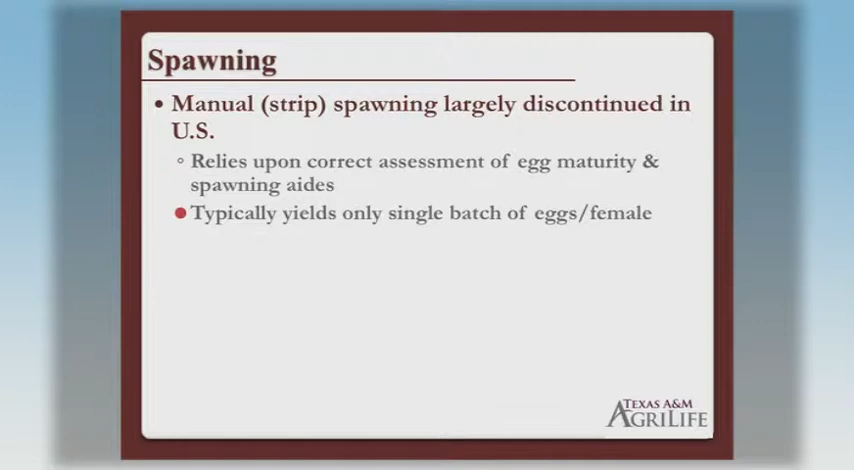 Spawning
• Manual (strip) spawning largely discontinued in
U.S.
◦ Relies upon correct assessment of egg maturity &
spawning aides
Typically yields only single batch of eggs/female
TEXAS A&M
AGRILIFE